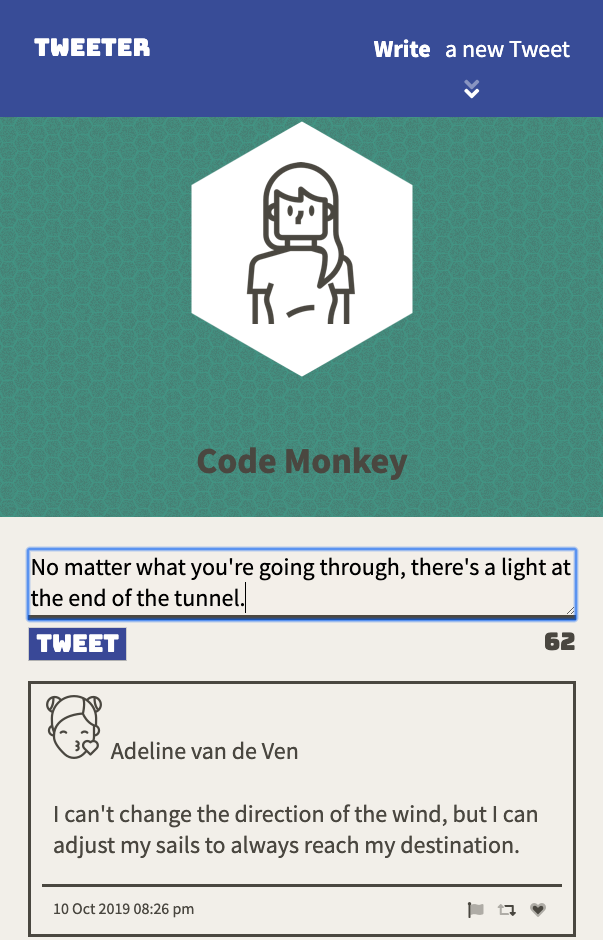 TWEETER
Write a new Tweet
Code Monkey
No matter what you're going through, there's a light at
the end of the tunnel.
TWEET
62
Adeline van de Ven
I can't change the direction of the wind, but I can
adjust my sails to always reach my destination.
10 Oct 2019 08:26 pm